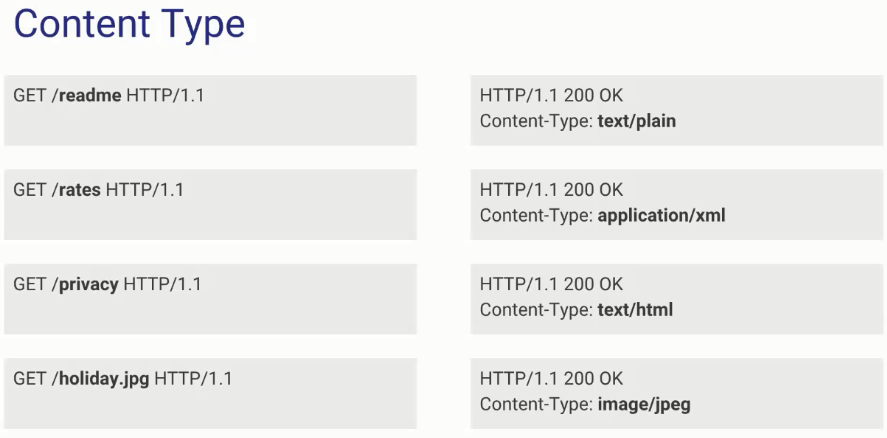 Content Type
GET /readme HTTP/1.1
HTTP/1.1 200 OK
Content-Type: text/plain
GET /rates HTTP/1.1
HTTP/1.1 200 OK
Content-Type: application/xml
GET /privacy HTTP/1.1
HTTP/1.1 200 OK
Content-Type: text/html
GET /holiday.jpg HTTP/1.1
HTTP/1.1 200 OK
Content-Type: image/jpeg